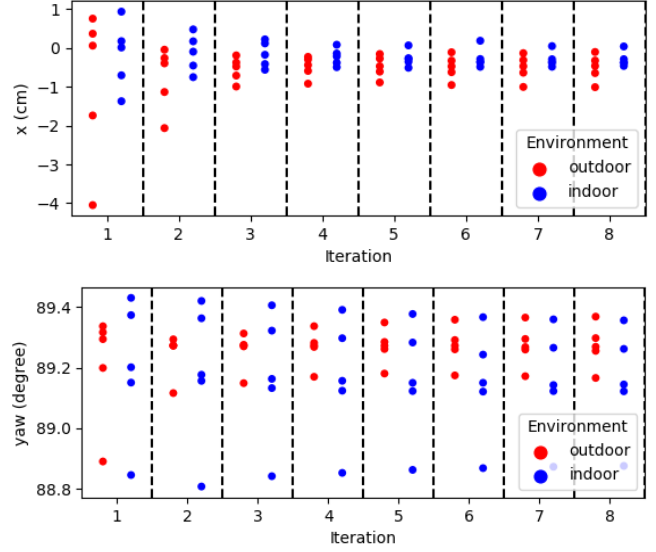 1
0
−1
−2
−3
−4
x (cm)
Environment
outdoor
indoor
1 2 3 4 5 6 7 8
Iteration
89.4
89.2
89.0
88.8
yaw (degree)
Environment
outdoor
indoor
1 2 3 4 5 6 7 8
Iteration